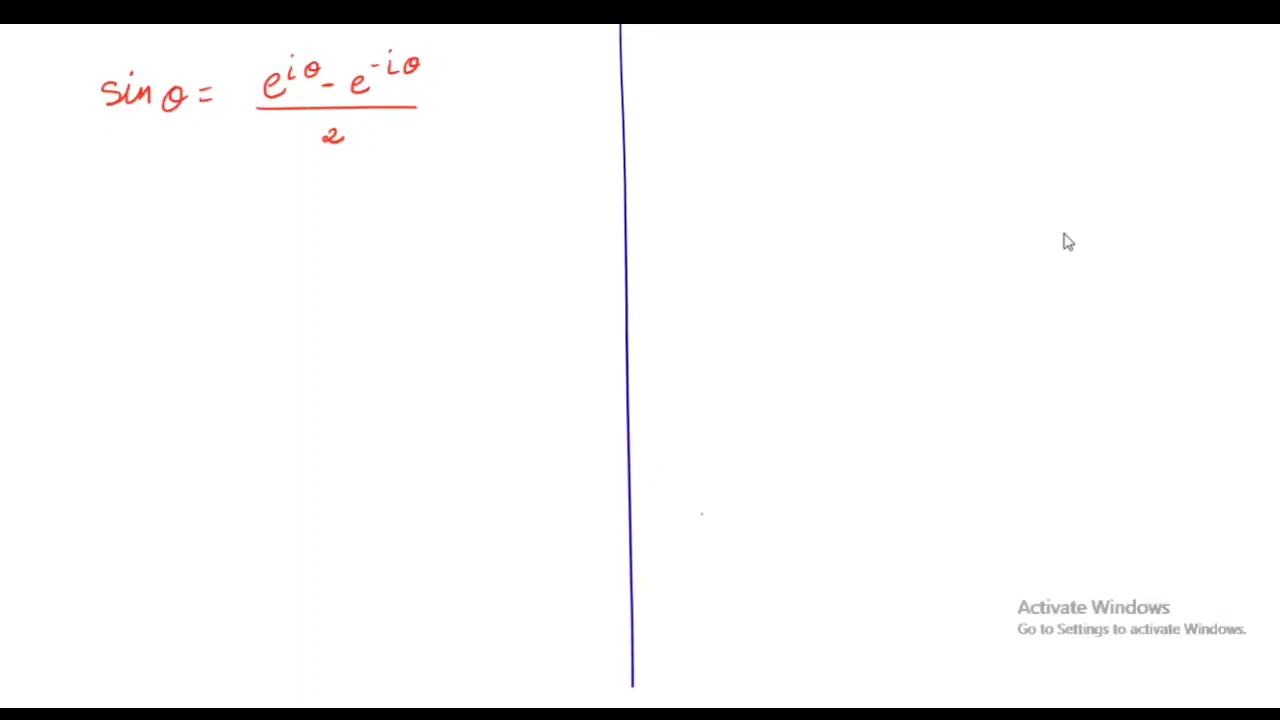 sin θ = e^{iθ} - e^{-iθ}
2
Activate Windows
Go to Settings to activate Windows.